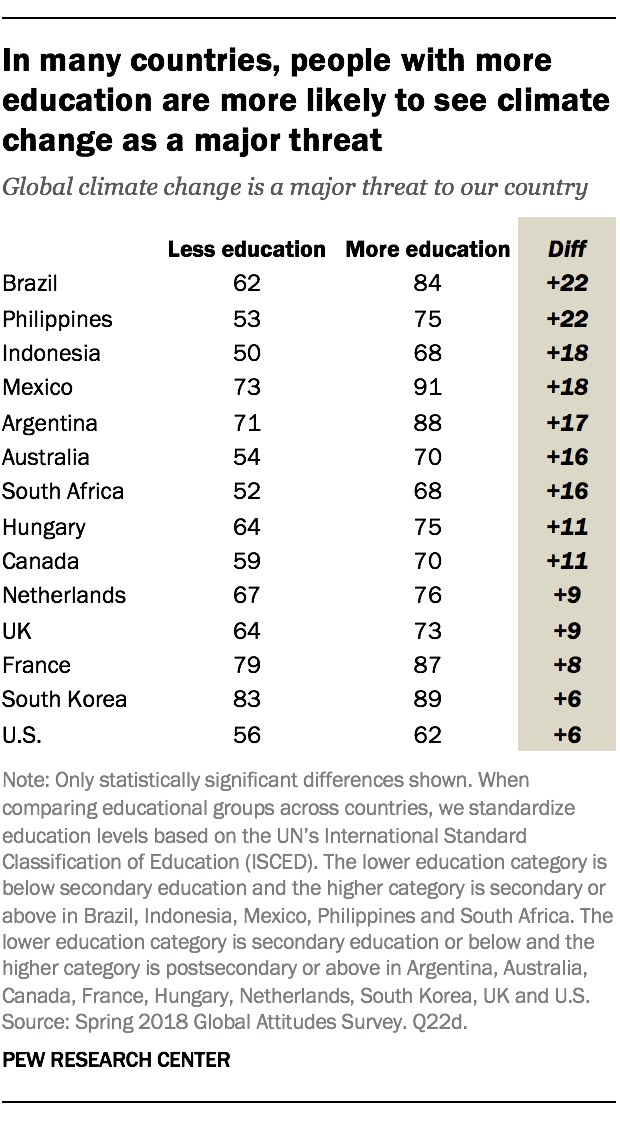 In many countries, people with more
education are more likely to see climate
change as a major threat
Global climate change is a major threat to our country
Less education More education Diff
Brazil 62 84 +22
Philippines 53 75 +22
Indonesia 50 68 +18
Mexico 73 91 +18
Argentina 71 88 +17
Australia 54 70 +16
South Africa 52 68 +16
Hungary 64 75 +11
Canada 59 70 +11
Netherlands 67 76 +9
UK 64 73 +9
France 79 87 +8
South Korea 83 89 +6
U.S. 56 62 +6
Note: Only statistically significant differences shown. When
comparing educational groups across countries, we standardize
education levels based on the UN's International Standard
Classification of Education (ISCED). The lower education category is
below secondary education and the higher category is secondary or
above in Brazil, Indonesia, Mexico, Philippines and South Africa. The
lower education category is secondary education or below and the
higher category is postsecondary or above in Argentina, Australia,
Canada, France, Hungary, Netherlands, South Korea, UK and U.S.
Source: Spring 2018 Global Attitudes Survey. Q22d.
PEW RESEARCH CENTER